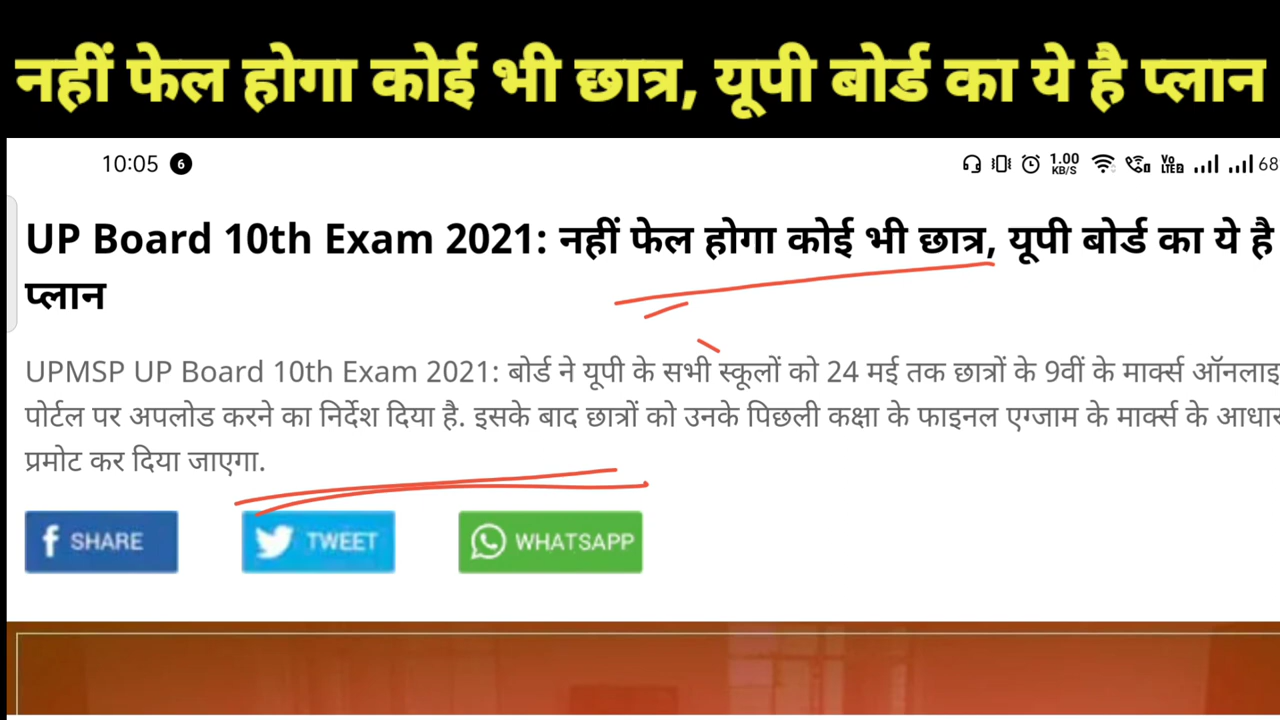 नहीं फेल होगा कोई भी छात्र, यूपी बोर्ड का ये है प्लान
10:05 6
1.00 KB/S Vo LTE2 68
UP Board 10th Exam 2021: नहीं फेल होगा कोई भी छात्र, यूपी बोर्ड का ये है
प्लान
UPMSP UP Board 10th Exam 2021: बोर्ड ने यूपी के सभी स्कूलों को 24 मई तक छात्रों के 9वीं के मार्क्स ऑनलाइ
पोर्टल पर अपलोड करने का निर्देश दिया है. इसके बाद छात्रों को उनके पिछली कक्षा के फाइनल एग्जाम के मार्क्स के आधार
प्रमोट कर दिया जाएगा.
SHARE TWEET WHATSAPP